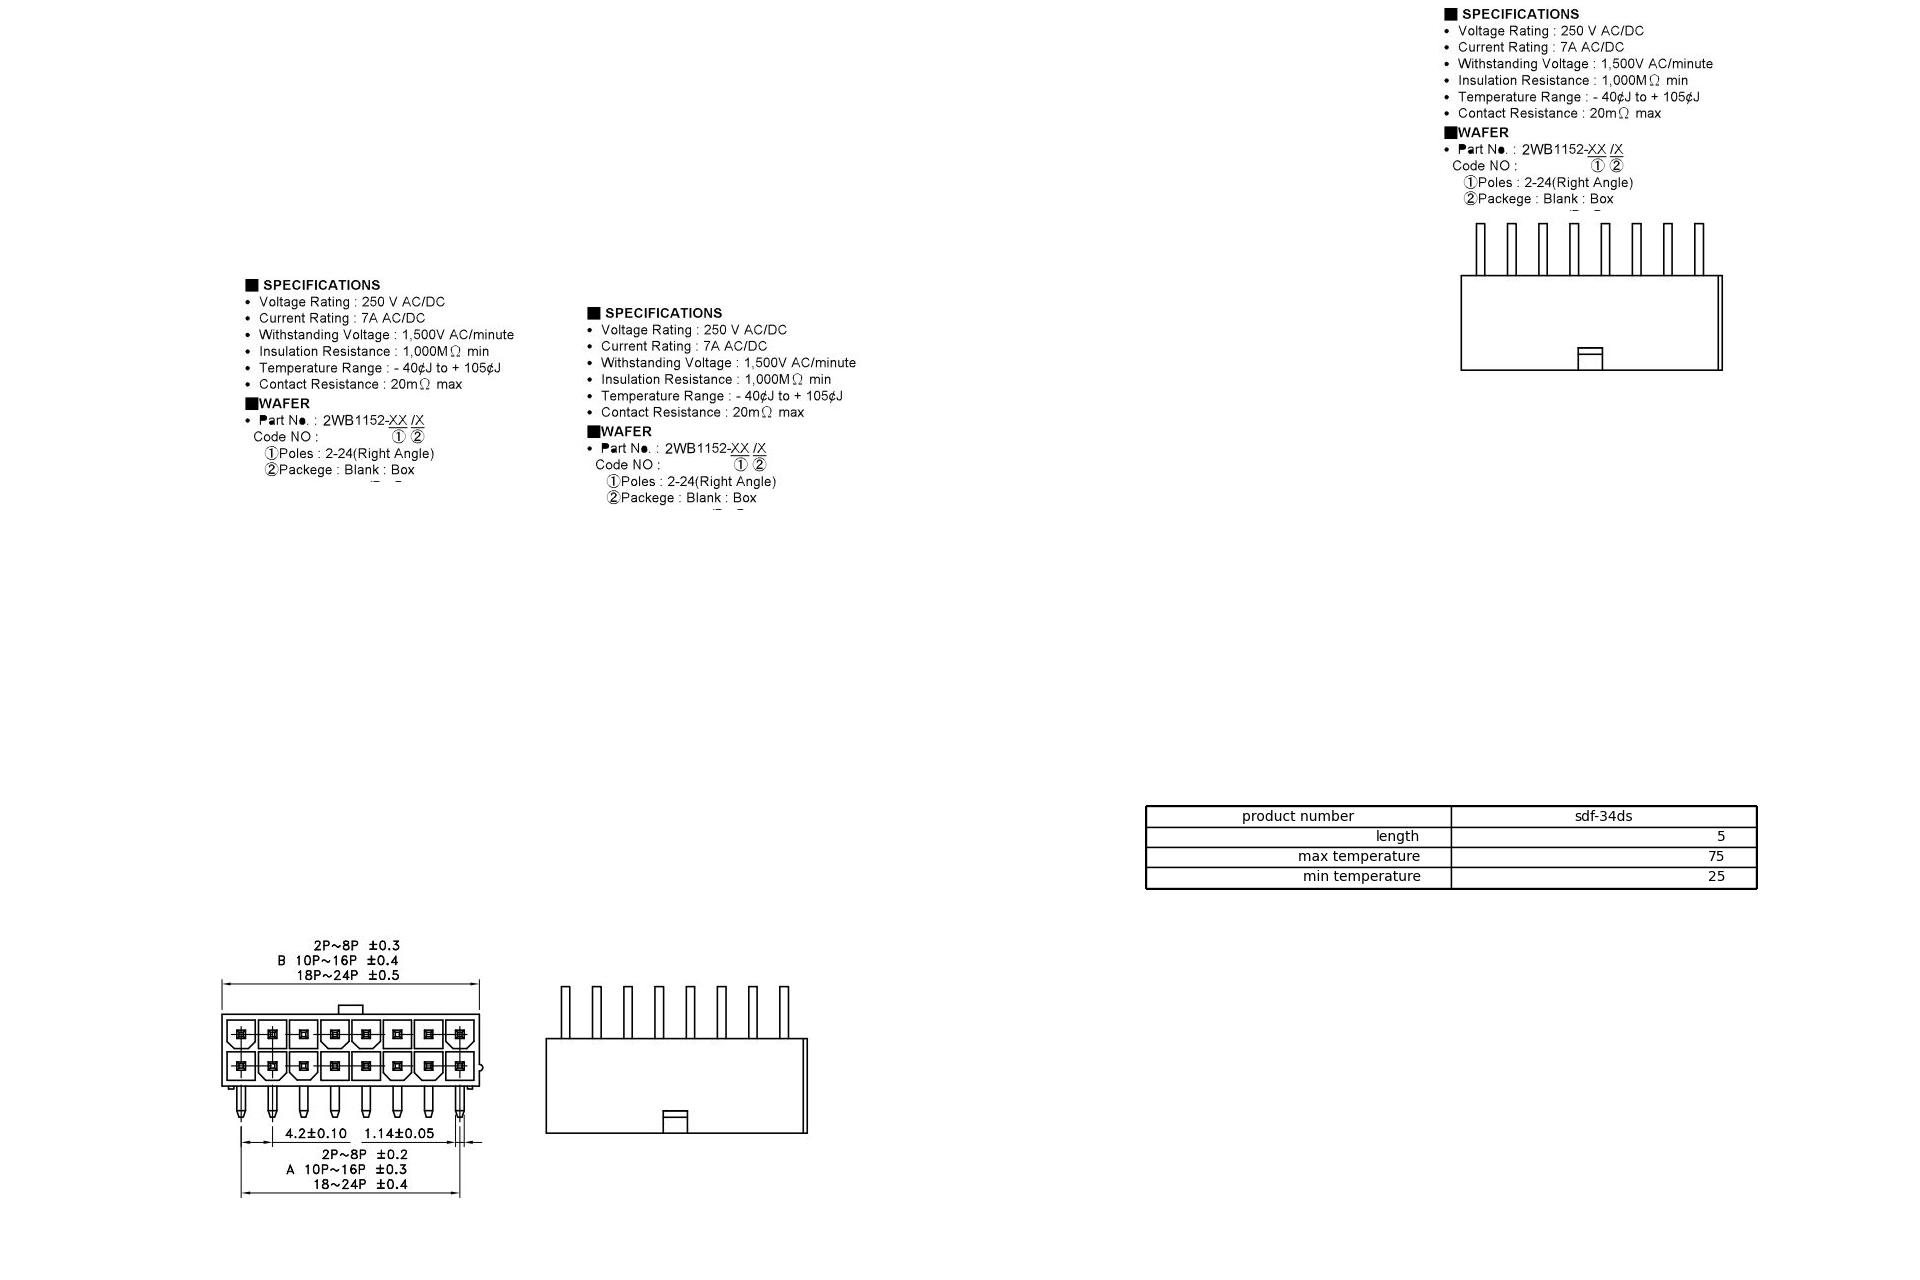 ■ SPECIFICATIONS
• Voltage Rating : 250 V AC/DC
• Current Rating : 7A AC/DC
• Withstanding Voltage : 1,500V AC/minute
• Insulation Resistance : 1,000MΩ min
• Temperature Range : - 40¢J to + 105¢J
• Contact Resistance : 20mΩ max
■WAFER
• Part No. : 2WB1152-XX /X
Code NO : ① ②
①Poles : 2-24(Right Angle)
②Packege : Blank : Box
■ SPECIFICATIONS
• Voltage Rating : 250 V AC/DC
• Current Rating : 7A AC/DC
• Withstanding Voltage : 1,500V AC/minute
• Insulation Resistance : 1,000MΩ min
• Temperature Range : - 40¢J to + 105¢J
• Contact Resistance : 20mΩ max
■WAFER
• Part No. : 2WB1152-XX /X
Code NO : ① ②
①Poles : 2-24(Right Angle)
②Packege : Blank : Box
■ SPECIFICATIONS
• Voltage Rating : 250 V AC/DC
• Current Rating : 7A AC/DC
• Withstanding Voltage : 1,500V AC/minute
• Insulation Resistance : 1,000MΩ min
• Temperature Range : - 40¢J to + 105¢J
• Contact Resistance : 20mΩ max
■WAFER
• Part No. : 2WB1152-XX /X
Code NO : ① ②
①Poles : 2-24(Right Angle)
②Packege : Blank : Box
product number sdf-34ds
length 5
max temperature 75
min temperature 25
2P~8P ±0.3
B 10P~16P ±0.4
18P~24P ±0.5
4.2±0.10 1.14±0.05
2P~8P ±0.2
A 10P~16P ±0.3
18~24P ±0.4